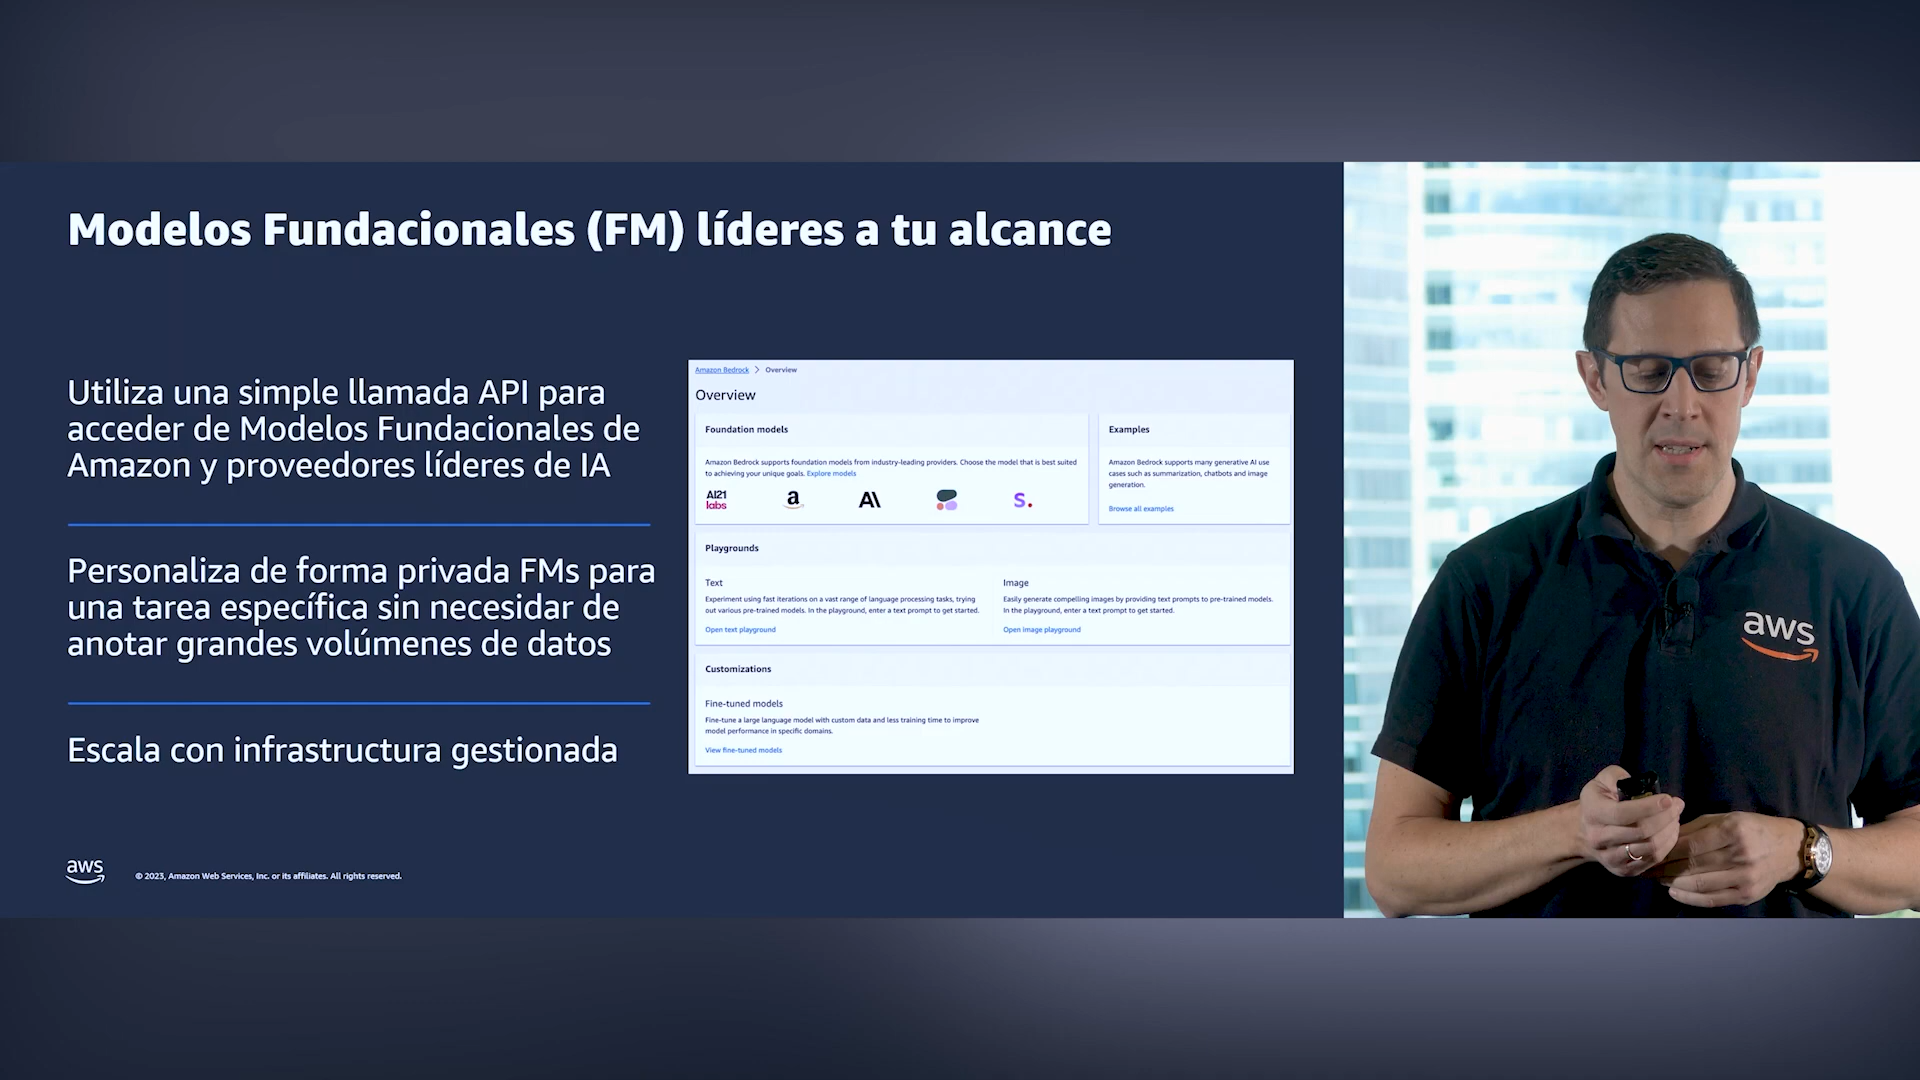 Modelos Fundacionales (FM) líderes a tu alcance
Utiliza una simple llamada API para
acceder de Modelos Fundacionales de
Amazon y proveedores líderes de IA
Personaliza de forma privada FMs para
una tarea específica sin necesidar de
anotar grandes volúmenes de datos
Escala con infrastructura gestionada
Amazon Bedrock > Overview
Overview
Foundation models
Amazon Bedrock supports foundation models from industry-leading providers. Choose the model that is best suited
to achieving your unique goals. Explore models
AI21
labs
a
A\
S.
Examples
Amazon Bedrock supports many generative AI use
cases such as summarization, chatbots and image
generation.
Browse all examples
Playgrounds
Text
Experiment using fast iterations on a vast range of language processing tasks, trying
out various pre-trained models. In the playground, enter a text prompt to get started.
Open text playground
Image
Easily generate compelling images by providing text prompts to pre-trained models.
In the playground, enter a text prompt to get started.
Open image playground
Customizations
Fine-tuned models
Fine-tune a large language model with custom data and less training time to improve
model performance in specific domains.
View fine-tuned models
aws
© 2023, Amazon Web Services, Inc. or its affiliates. All rights reserved.
aws